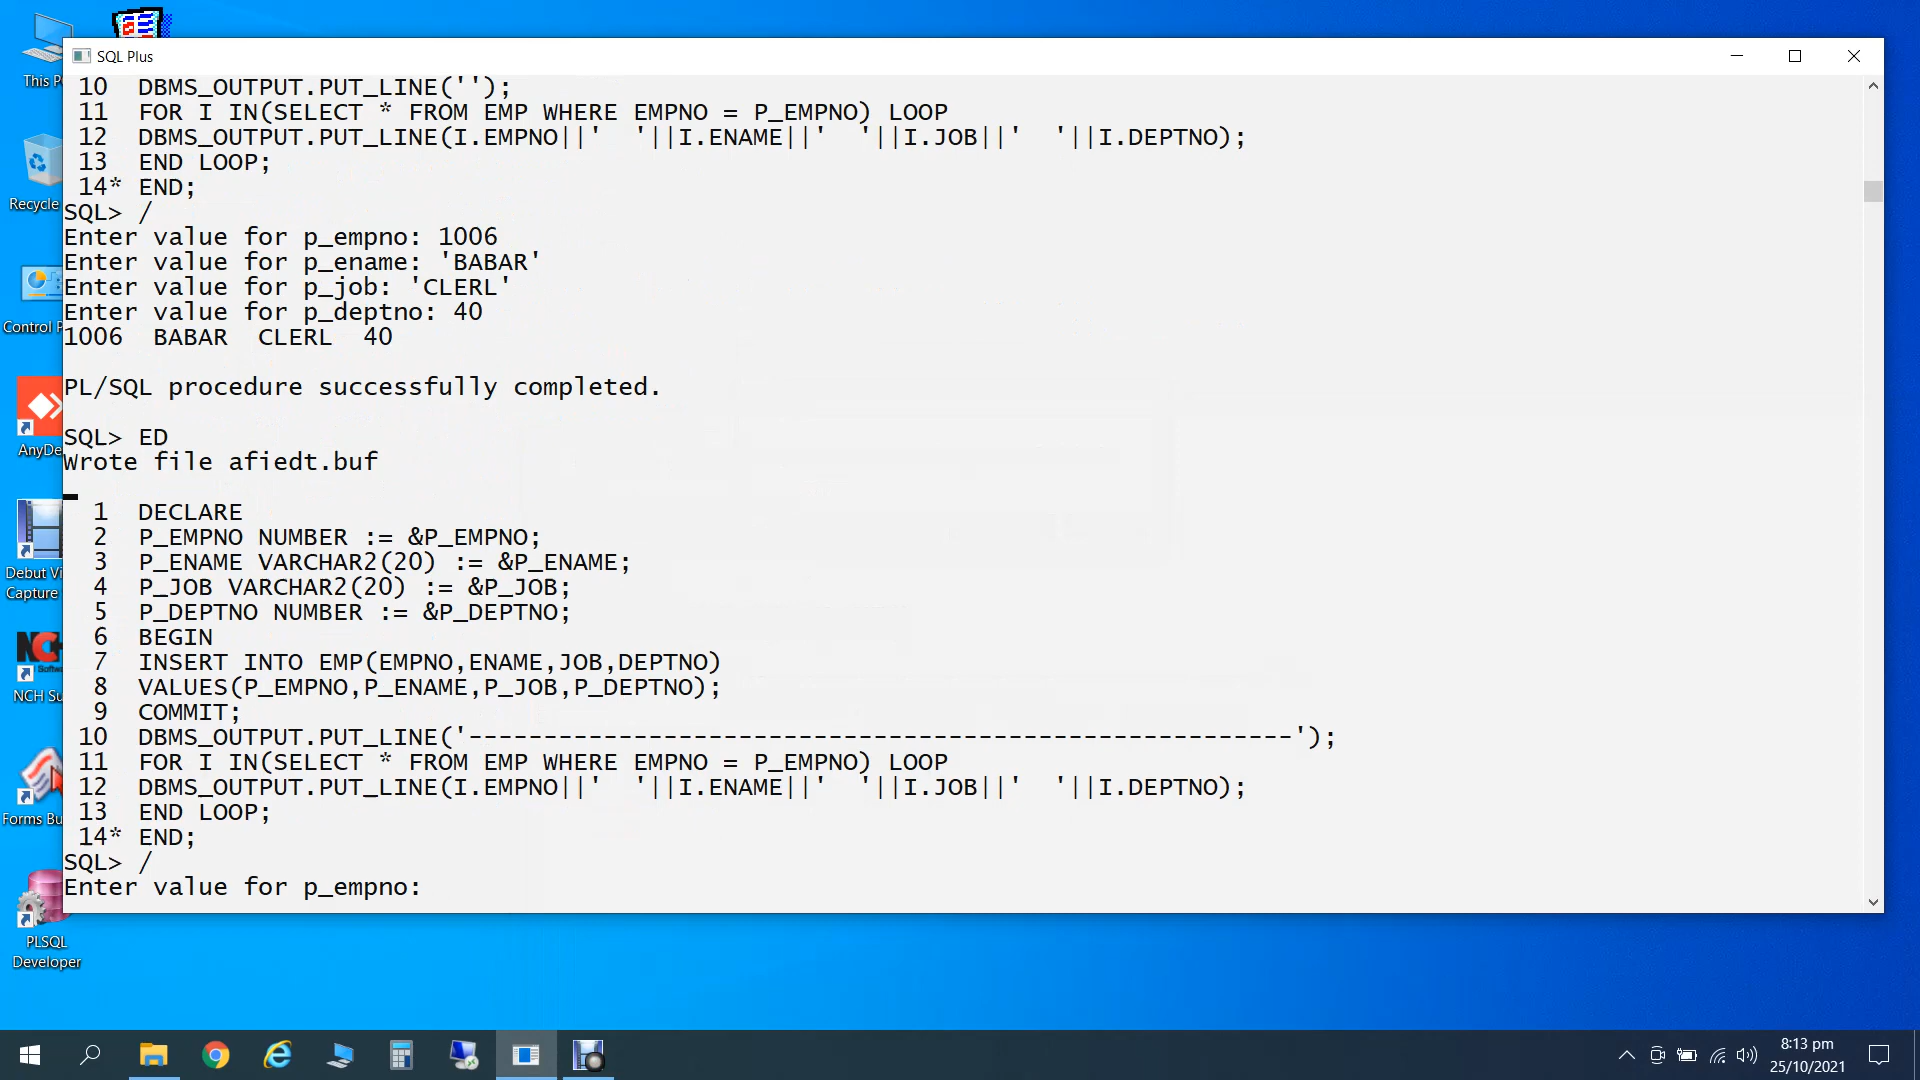 SQL Plus
10  DBMS_OUTPUT.PUT_LINE('');
11  FOR I IN(SELECT * FROM EMP WHERE EMPNO = P_EMPNO) LOOP
12  DBMS_OUTPUT.PUT_LINE(I.EMPNO||'  '||I.ENAME||'  '||I.JOB||'  '||I.DEPTNO);
13  END LOOP;
14* END;
SQL> /
Enter value for p_empno: 1006
Enter value for p_ename: 'BABAR'
Enter value for p_job: 'CLERL'
Enter value for p_deptno: 40
1006  BABAR  CLERL  40
PL/SQL procedure successfully completed.
SQL> ED
Wrote file afiedt.buf
1  DECLARE
2  P_EMPNO NUMBER := &P_EMPNO;
3  P_ENAME VARCHAR2(20) := &P_ENAME;
4  P_JOB VARCHAR2(20) := &P_JOB;
5  P_DEPTNO NUMBER := &P_DEPTNO;
6  BEGIN
7  INSERT INTO EMP(EMPNO,ENAME,JOB,DEPTNO)
8  VALUES(P_EMPNO,P_ENAME,P_JOB,P_DEPTNO);
9  COMMIT;
10  DBMS_OUTPUT.PUT_LINE('-------------------------------------------------------');
11  FOR I IN(SELECT * FROM EMP WHERE EMPNO = P_EMPNO) LOOP
12  DBMS_OUTPUT.PUT_LINE(I.EMPNO||'  '||I.ENAME||'  '||I.JOB||'  '||I.DEPTNO);
13  END LOOP;
14* END;
SQL> /
Enter value for p_empno:
This P
Recycle
Control P
AnyDe
Debut Vi
Capture
NCH
NCH Su
Forms Bu
PLSQL
Developer
8:13 pm
25/10/2021